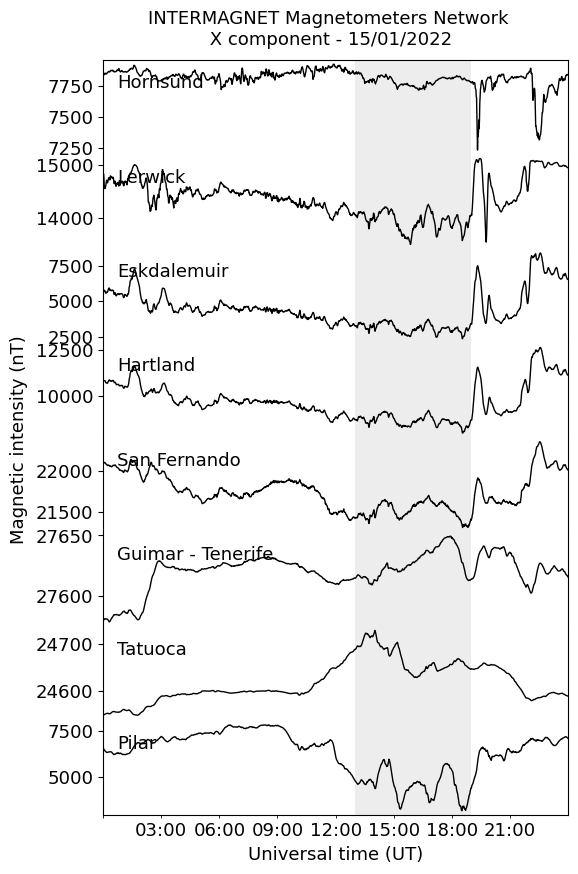 INTERMAGNET Magnetometers Network
X component - 15/01/2022
Magnetic intensity (nT)
7750
Hornsund
7500
7250
15000
Lerwick
14000
7500
Eskdalemuir
5000
2500
12500
Hartland
10000
San Fernando
22000
21500
27650
Guimar - Tenerife
27600
24700
Tatuoca
24600
7500
Pilar
5000
03:00 06:00 09:00 12:00 15:00 18:00 21:00
Universal time (UT)